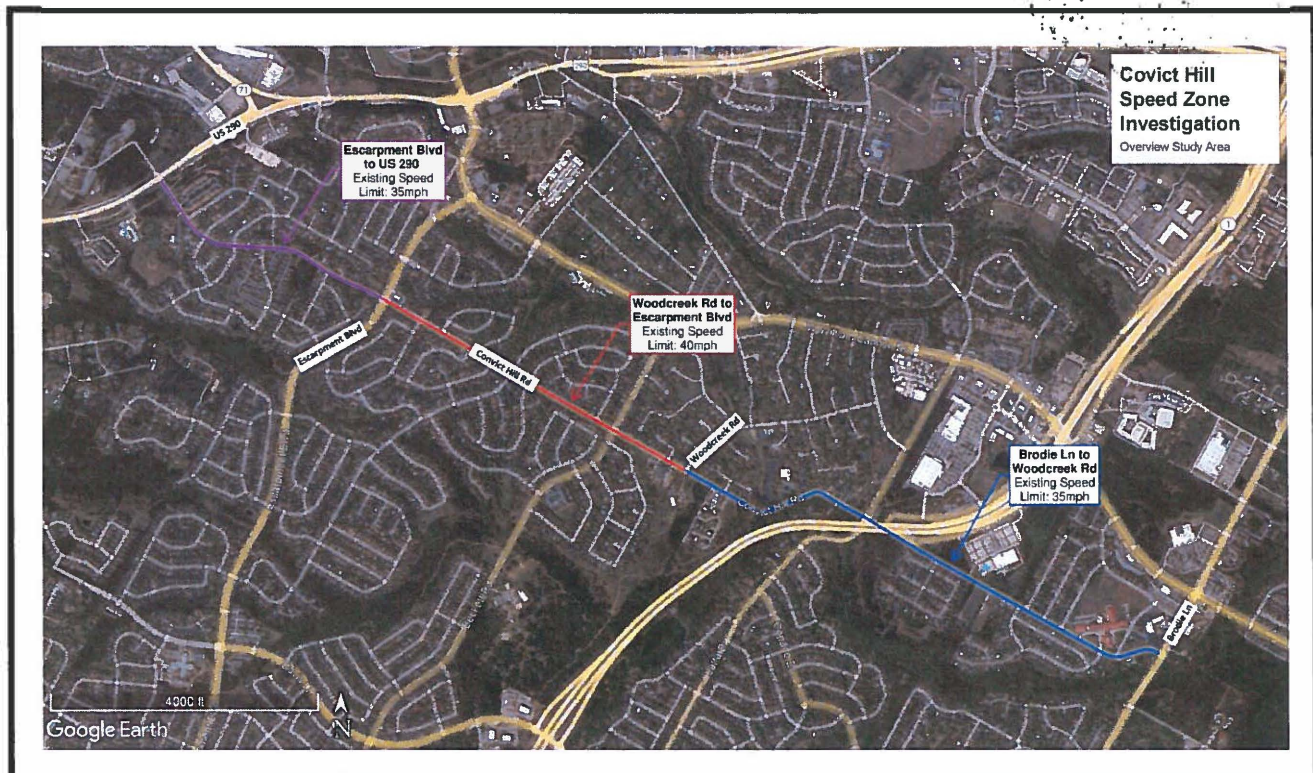 Covict Hill
Speed Zone
Investigation
Overview Study Area
71
290
US 290
Escarpment Blvd
to US 290
Existing Speed
Limit: 35mph
1
Woodcreek Rd to
Escarpment Blvd
Existing Speed
Limit: 40mph
Escarpment Blvd
Convict Hill Rd
Woodcreek Rd
Brodie Ln to
Woodcreek Rd
Existing Speed
Limit: 35mph
Brodie Ln
4000 ft
N
Google Earth